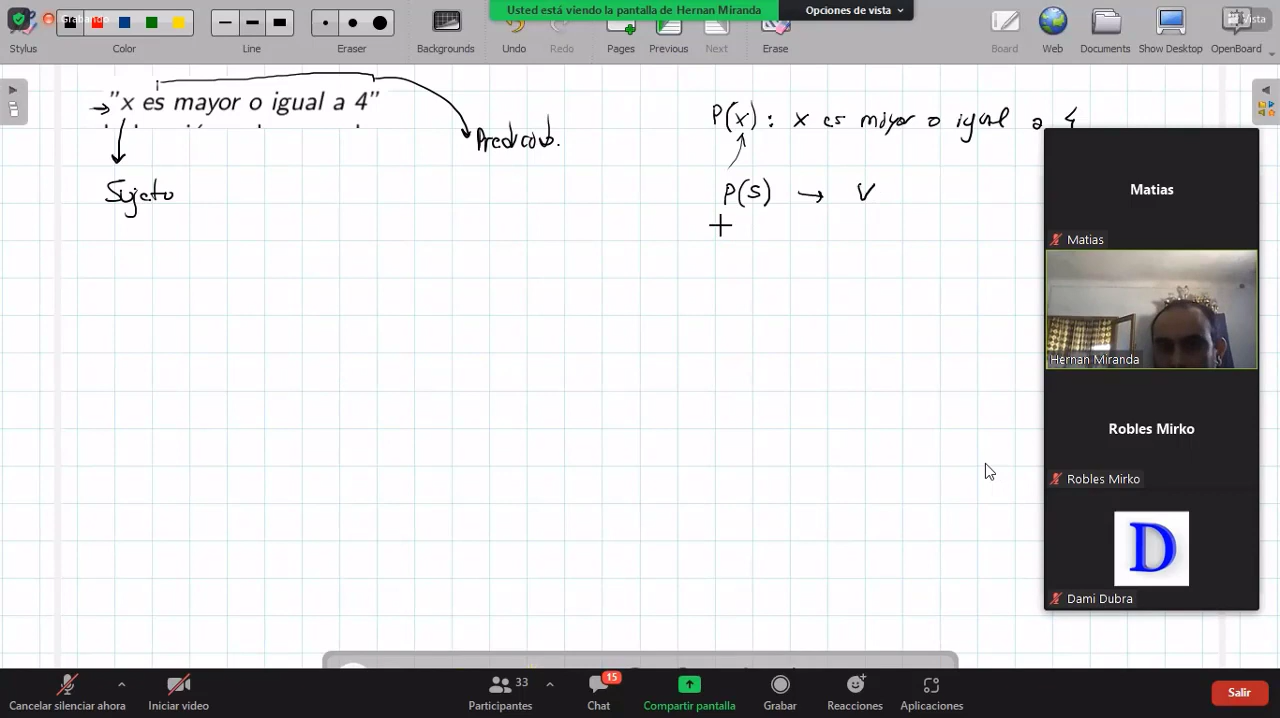 Usted está viendo la pantalla de Hernan Miranda
Opciones de vista
Grabando
Vista
Stylus
Color
Line
Eraser
Backgrounds
Undo
Redo
Pages
Previous
Next
Erase
Board
Web
Documents
Show Desktop
OpenBoard
"x es mayor o igual a 4"
Predicado.
Sujeto
P(x) : x es mayor o igual a 4
P(5) → V
Matias
Matias
Hernan Miranda
Robles Mirko
Robles Mirko
D
Dami Dubra
Cancelar silenciar ahora
Iniciar video
33
Participantes
15
Chat
Compartir pantalla
Grabar
Reacciones
Aplicaciones
Salir